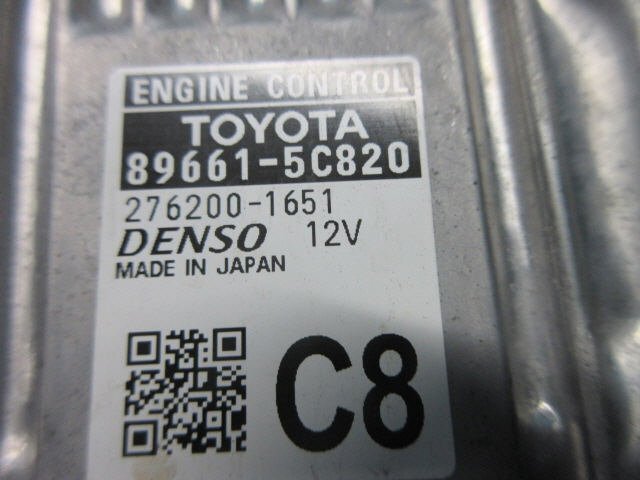 ENGINE CONTROL
TOYOTA
89661-5C820
276200-1651
DENSO 12V
MADE IN JAPAN
C8